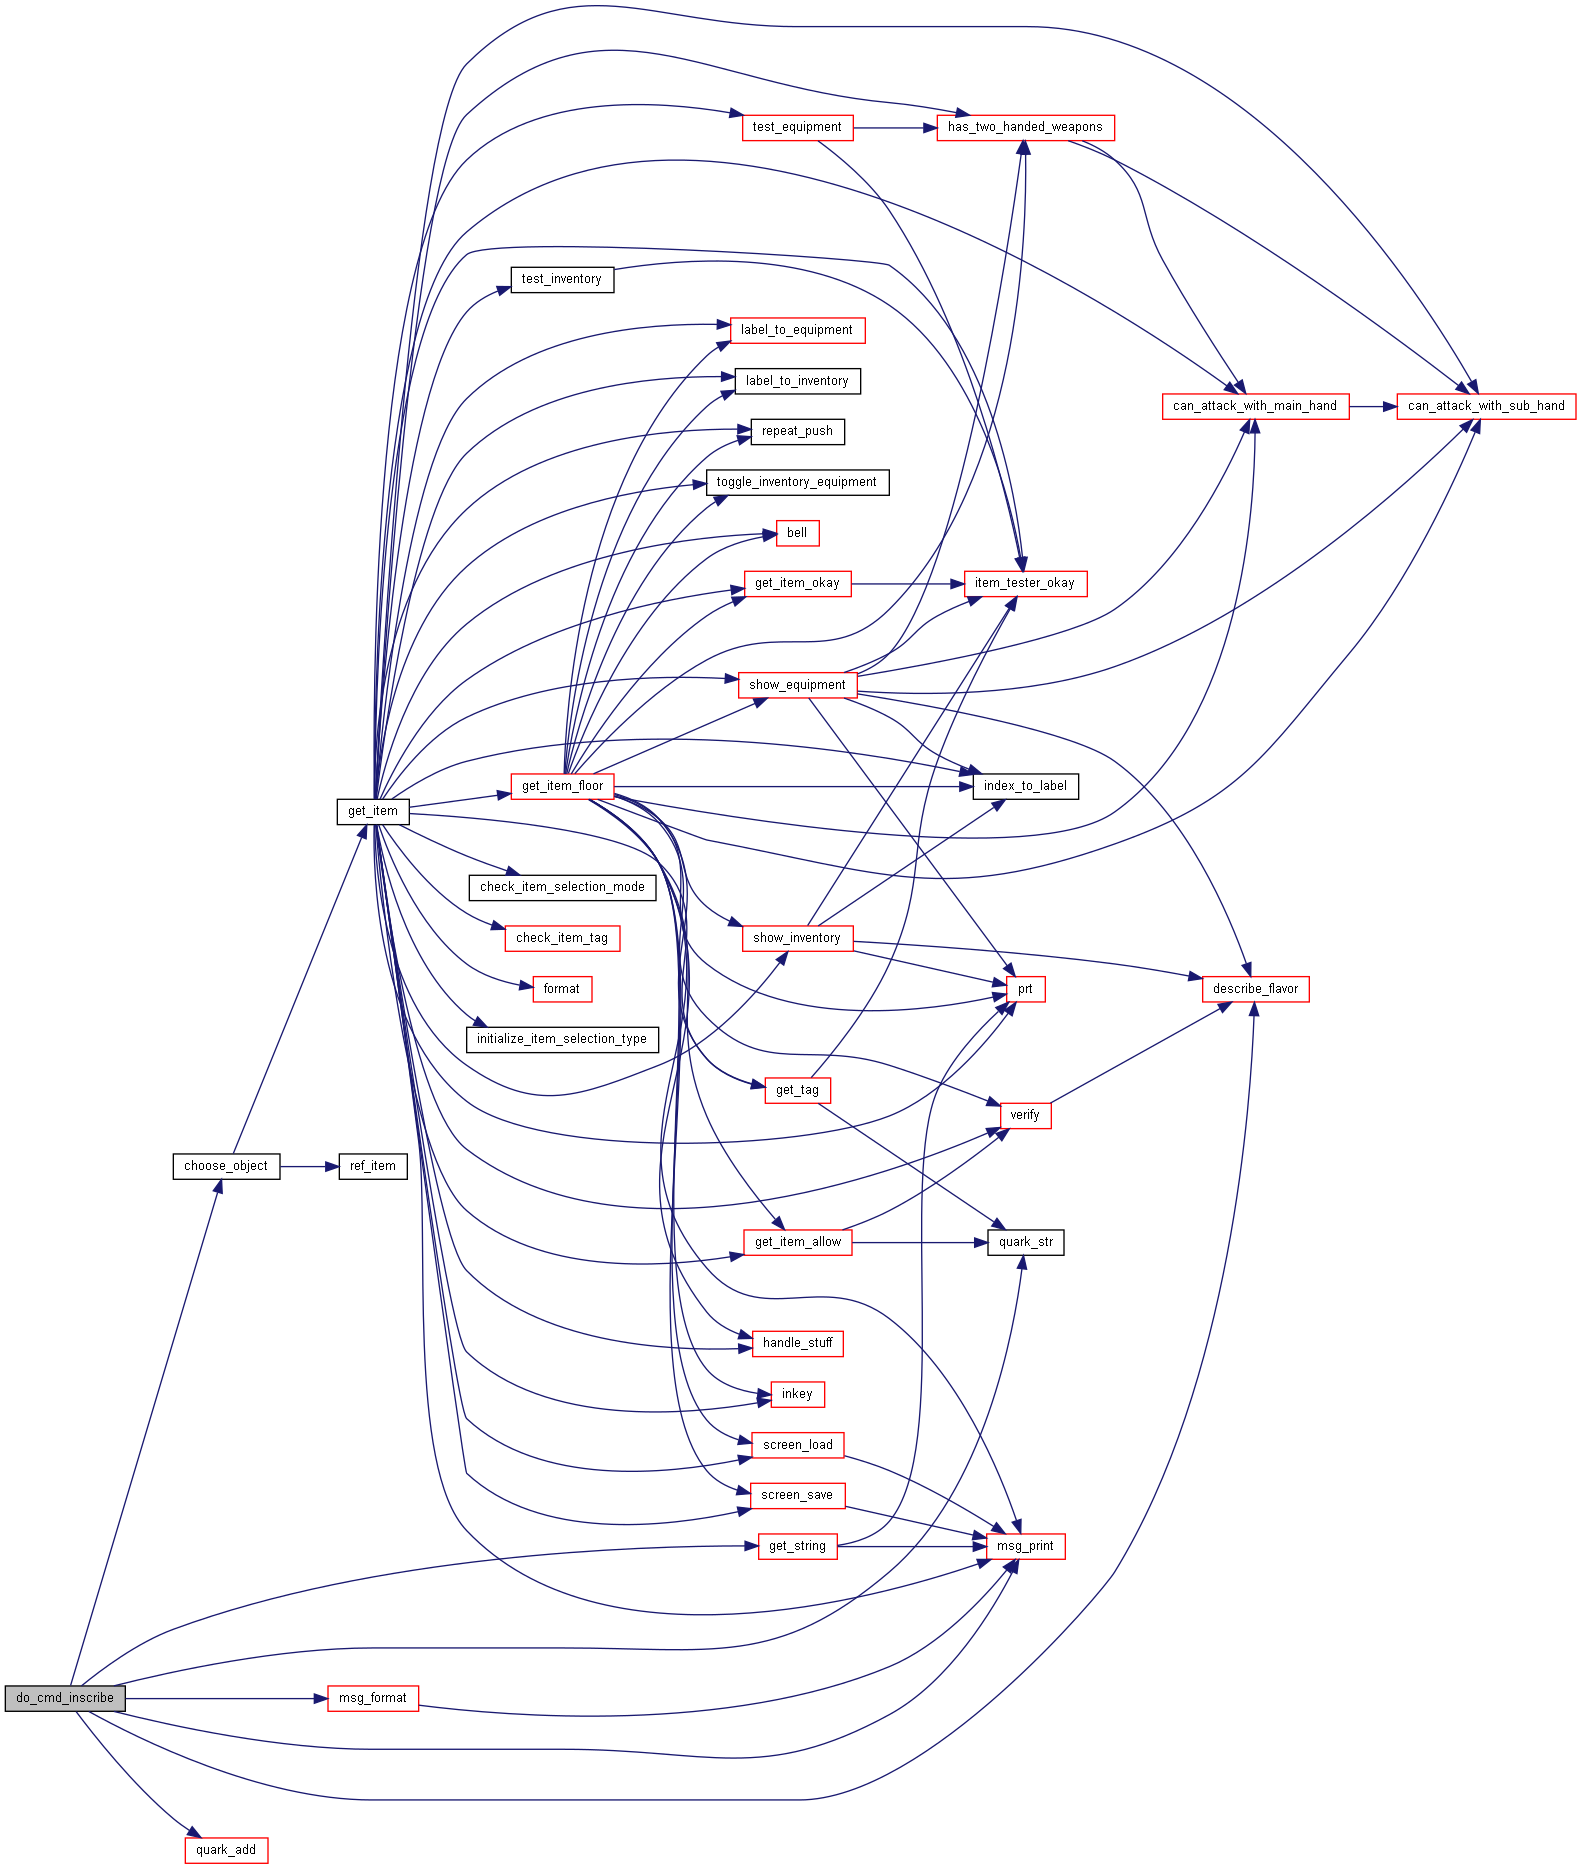 test_equipment
has_two_handed_weapons
test_inventory
label_to_equipment
label_to_inventory
can_attack_with_main_hand
can_attack_with_sub_hand
repeat_push
toggle_inventory_equipment
bell
get_item_okay
item_tester_okay
show_equipment
get_item_floor
index_to_label
get_item
check_item_selection_mode
check_item_tag
show_inventory
format
prt
describe_flavor
initialize_item_selection_type
get_tag
verify
choose_object
ref_item
get_item_allow
quark_str
handle_stuff
inkey
screen_load
screen_save
get_string
msg_print
do_cmd_inscribe
msg_format
quark_add